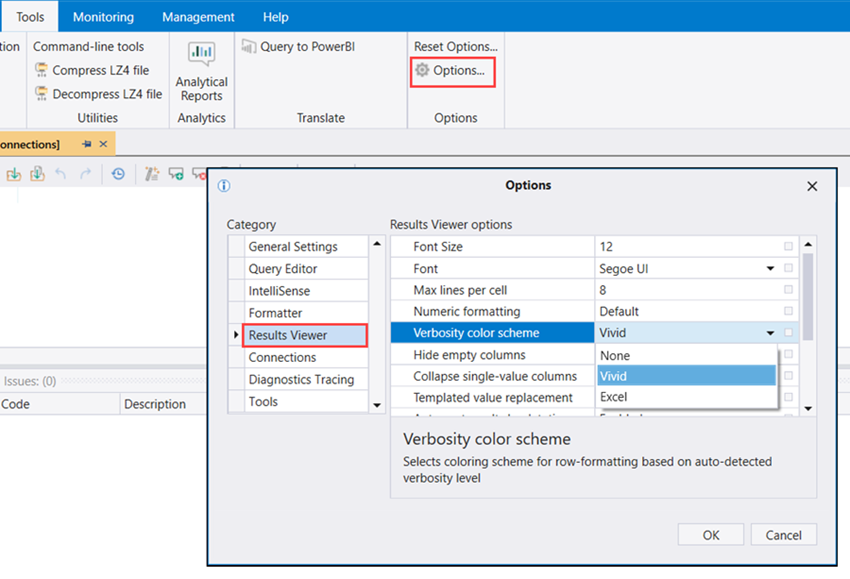 Tools Monitoring Management Help
tion
Command-line tools
Compress LZ4 file
Decompress LZ4 file
Utilities
Analytical
Reports
Analytics
Query to PowerBI
Translate
Reset Options...
Options...
Options
onnections]
Options
Category
General Settings
Query Editor
IntelliSense
Formatter
Results Viewer
Connections
Diagnostics Tracing
Tools
Results Viewer options
Font Size 12
Font Segoe UI
Max lines per cell 8
Numeric formatting Default
Verbosity color scheme Vivid
Hide empty columns
Collapse single-value columns
Templated value replacement
None
Vivid
Excel
Verbosity color scheme
Selects coloring scheme for row-formatting based on auto-detected
verbosity level
OK Cancel
Issues: (0)
Code Description